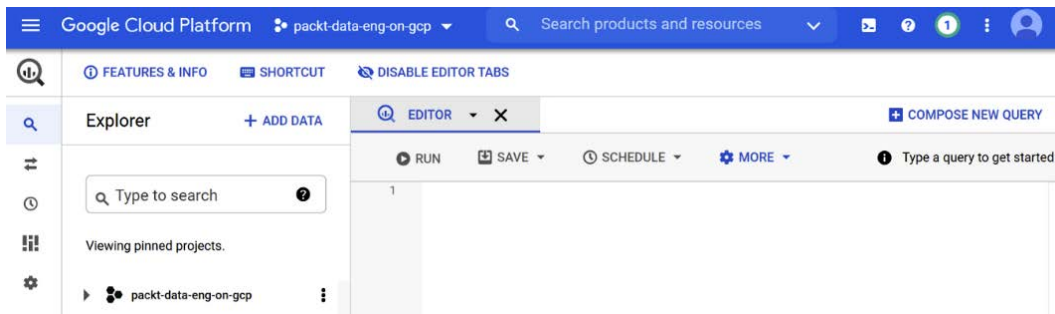 Google Cloud Platform packt-data-eng-on-gcp Search products and resources 1
FEATURES & INFO SHORTCUT DISABLE EDITOR TABS
Explorer + ADD DATA EDITOR COMPOSE NEW QUERY
RUN SAVE SCHEDULE MORE Type a query to get started
Type to search
1
Viewing pinned projects.
packt-data-eng-on-gcp